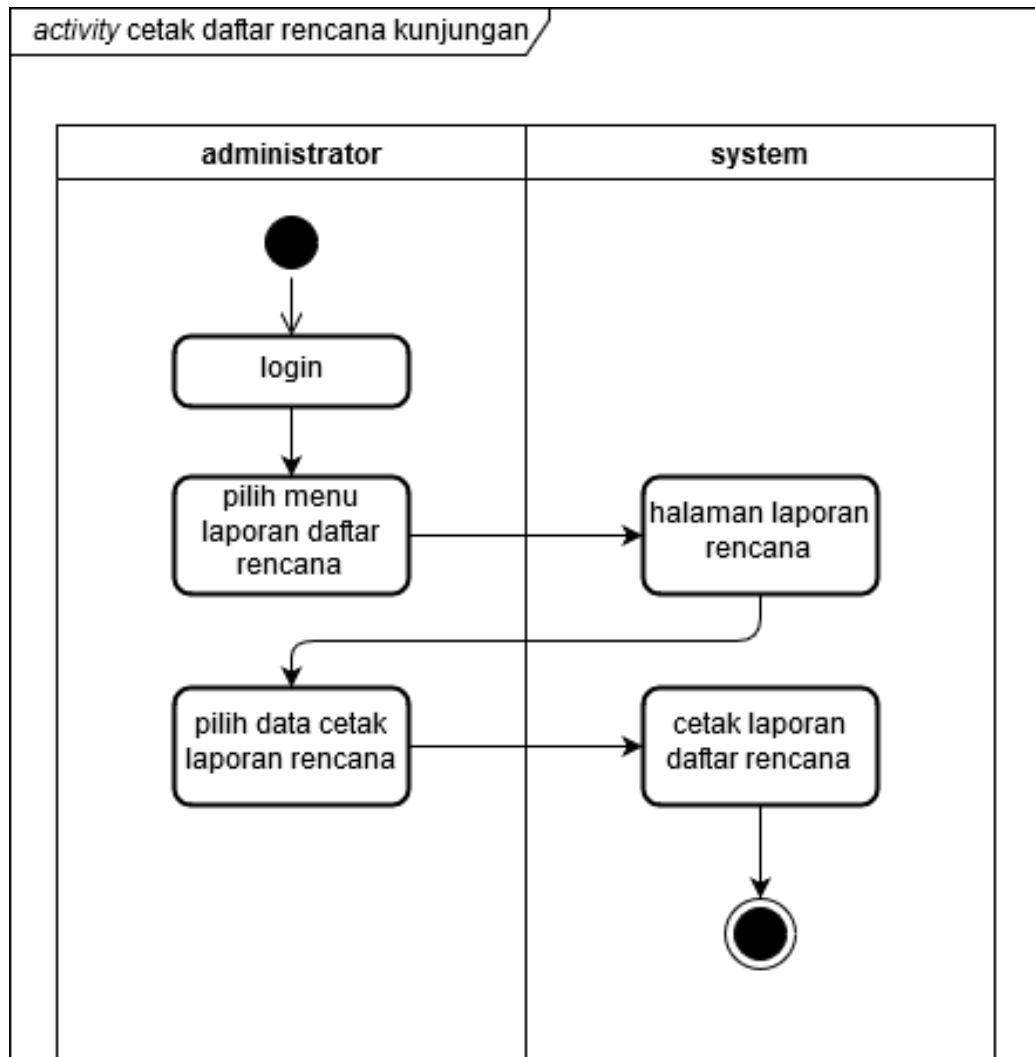 activity cetak daftar rencana kunjungan
administrator
system
login
pilih menu
laporan daftar
rencana
halaman laporan
rencana
pilih data cetak
laporan rencana
cetak laporan
daftar rencana